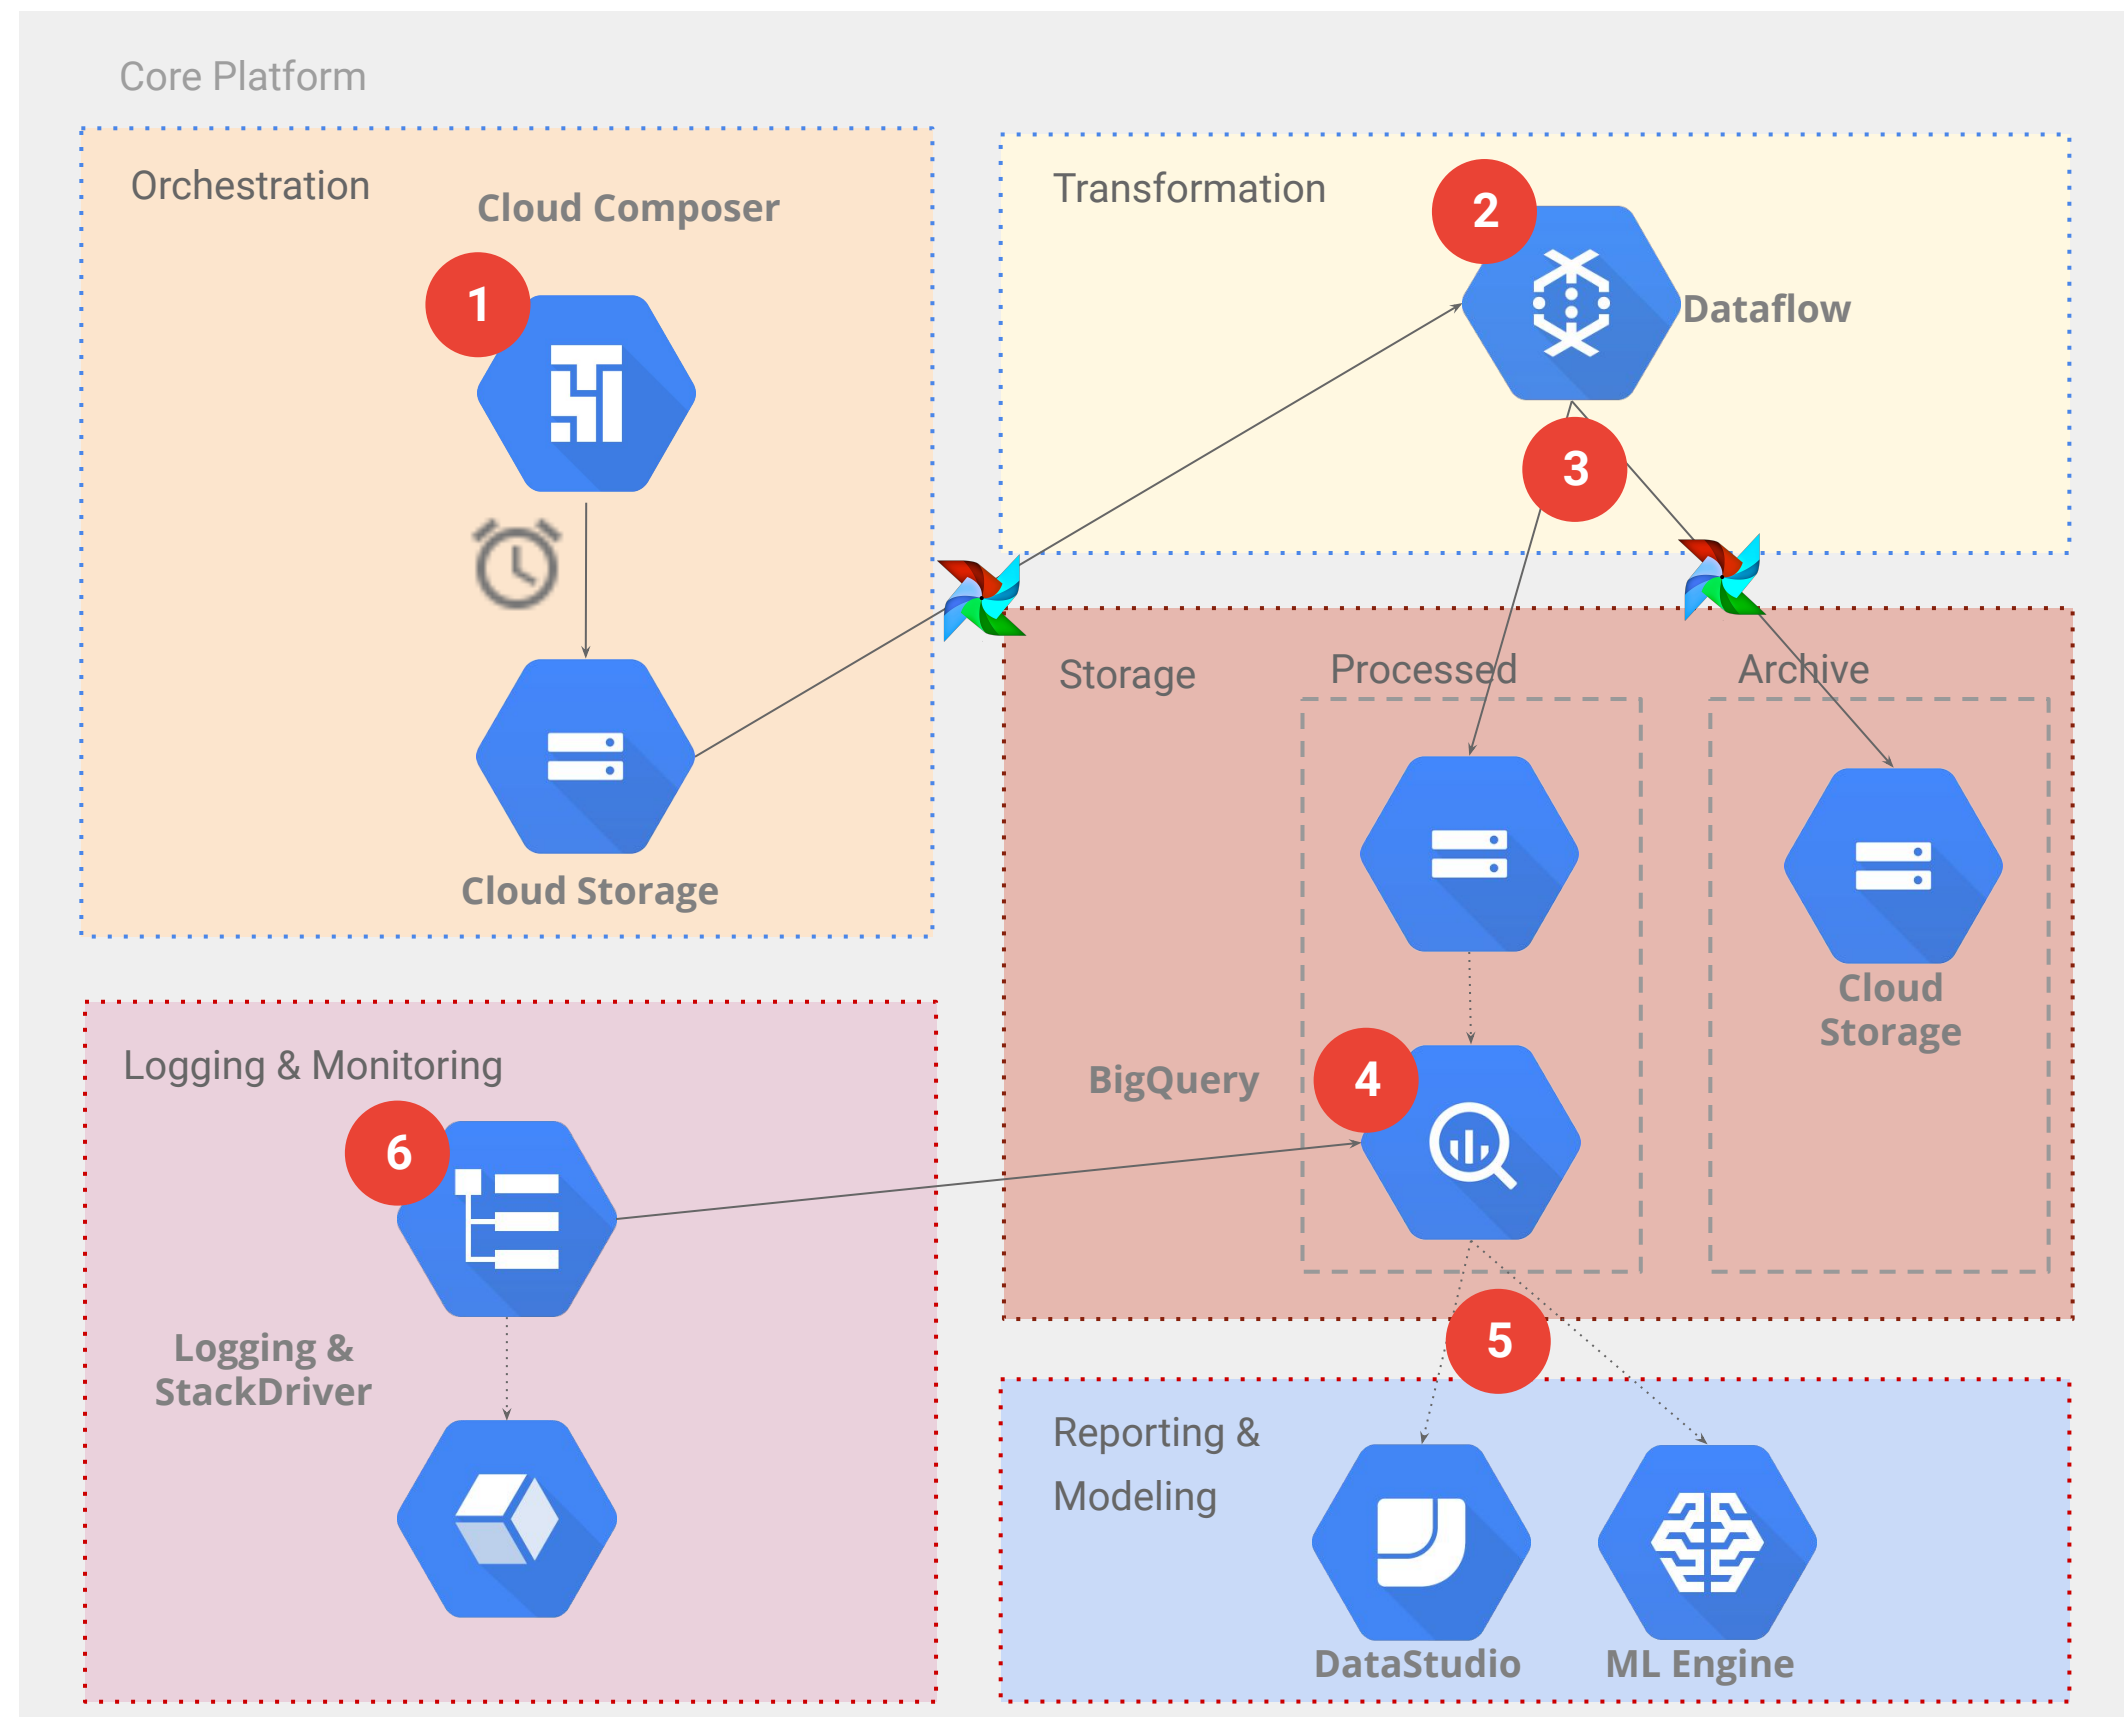 Core Platform
Orchestration
Cloud Composer
1
Cloud Storage
Transformation
2
Dataflow
3
Storage
Processed
Archive
Cloud
Storage
BigQuery
4
5
Logging & Monitoring
6
Logging &
StackDriver
Reporting &
Modeling
DataStudio
ML Engine